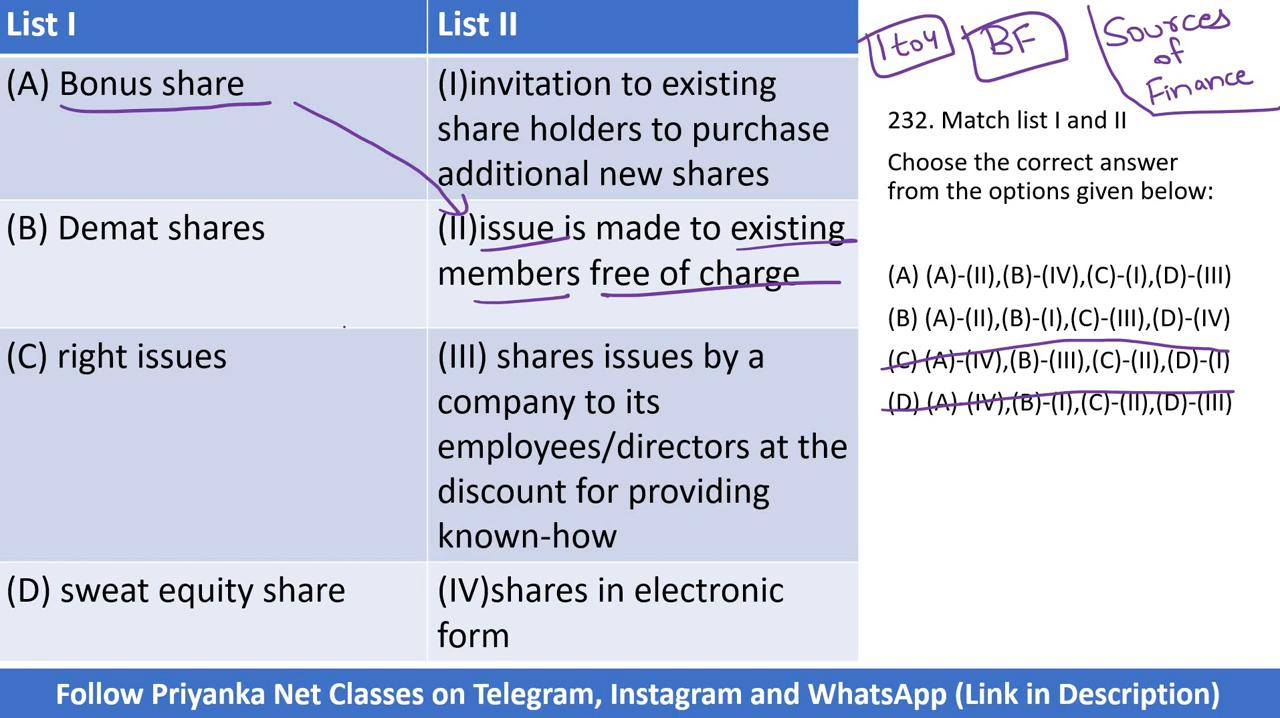 List I
List II
(A) Bonus share
(I)invitation to existing
share holders to purchase
additional new shares
(B) Demat shares
(II)issue is made to existing
members free of charge
(C) right issues
(III) shares issues by a
company to its
employees/directors at the
discount for providing
known-how
(D) sweat equity share
(IV)shares in electronic
form
1 to 4
BF
Sources
of
Finance
232. Match list I and II
Choose the correct answer
from the options given below:
(A) (A)-(II),(B)-(IV),(C)-(I),(D)-(III)
(B) (A)-(II),(B)-(I),(C)-(III),(D)-(IV)
(C) (A)-(IV),(B)-(III),(C)-(II),(D)-(I)
(D) (A)-(IV),(B)-(I),(C)-(II),(D)-(III)
Follow Priyanka Net Classes on Telegram, Instagram and WhatsApp (Link in Description)